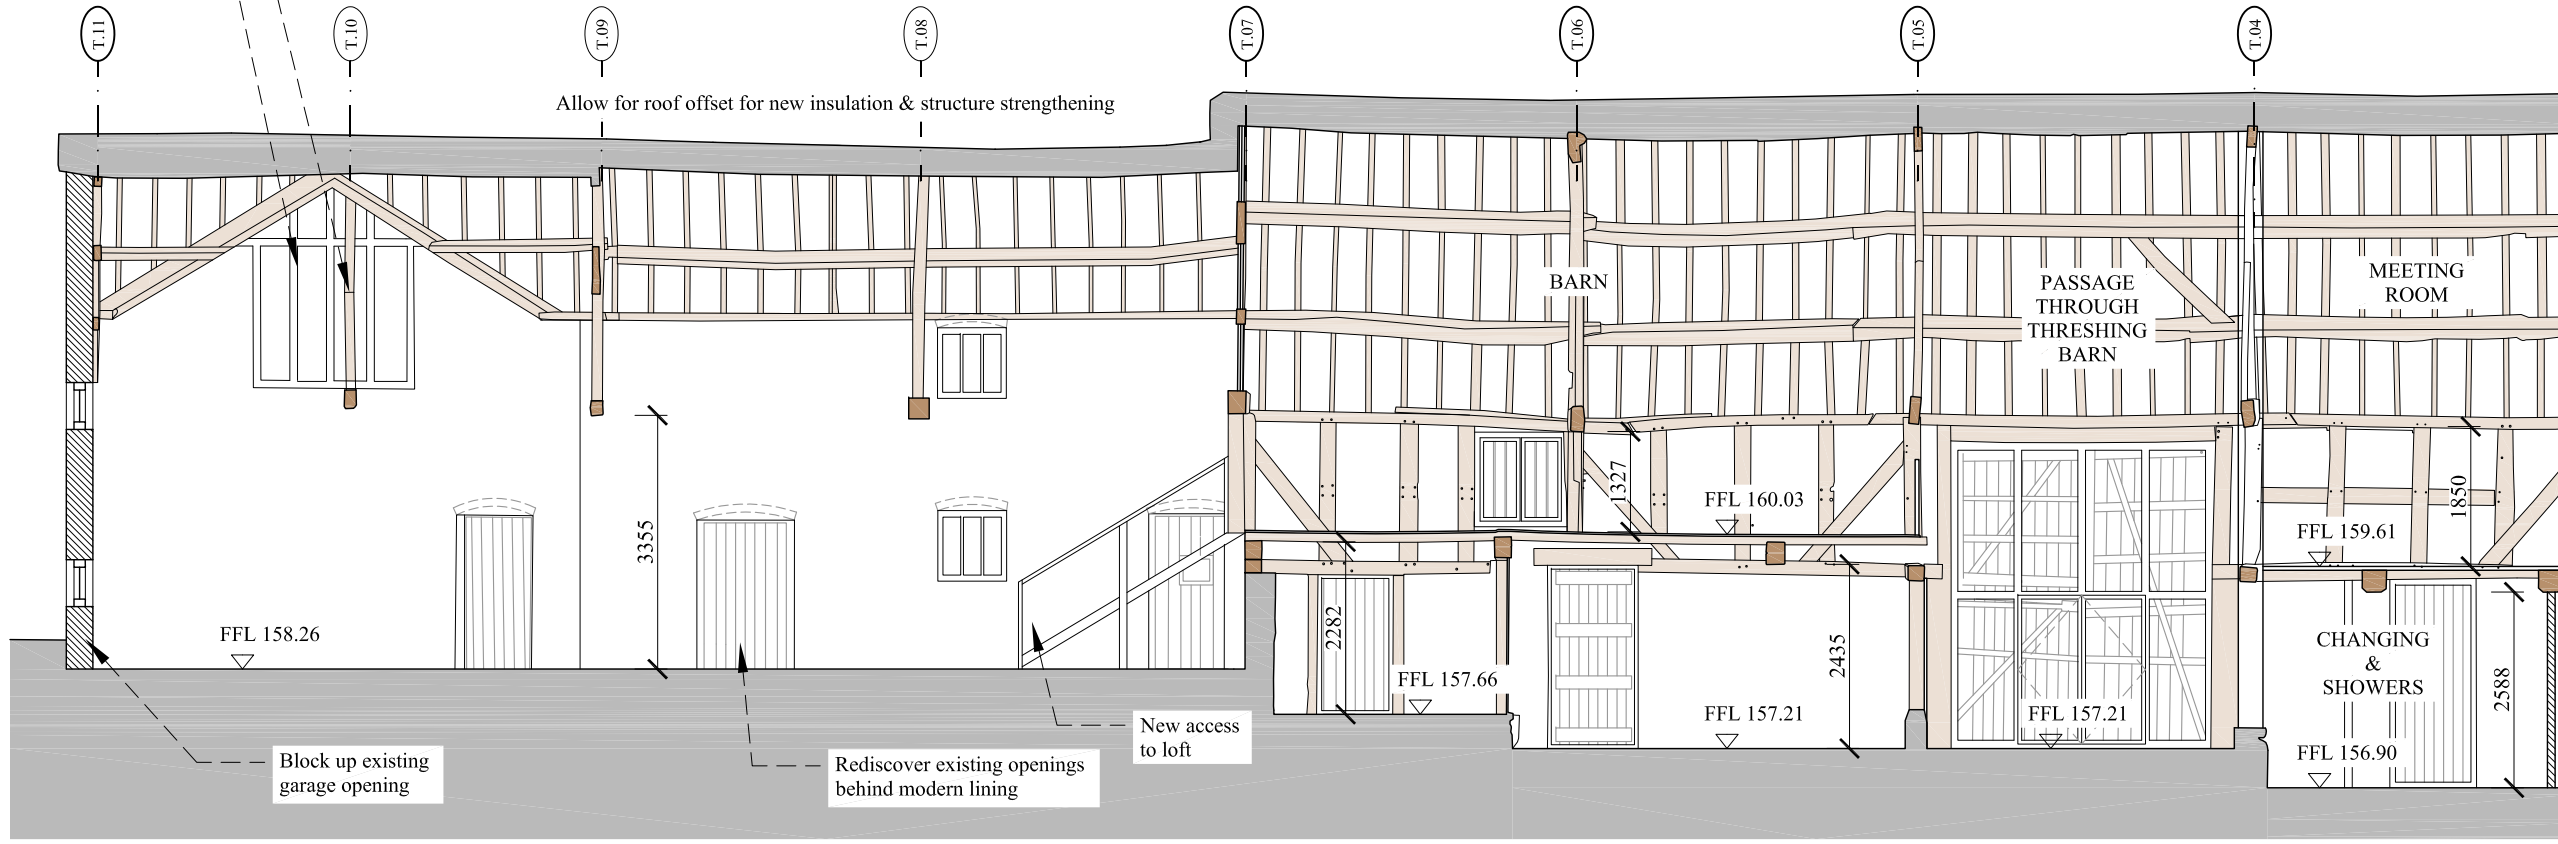 T.11
T.10
T.09
T.08
T.07
T.06
T.05
T.04
Allow for roof offset for new insulation & structure strengthening
BARN
PASSAGE
THROUGH
THRESHING
BARN
MEETING
ROOM
1327
FFL 160.03
1850
FFL 159.61
3355
FFL 158.26
2282
FFL 157.66
2435
FFL 157.21
FFL 157.21
CHANGING
&
SHOWERS
2588
FFL 156.90
Block up existing
garage opening
Rediscover existing openings
behind modern lining
New access
to loft